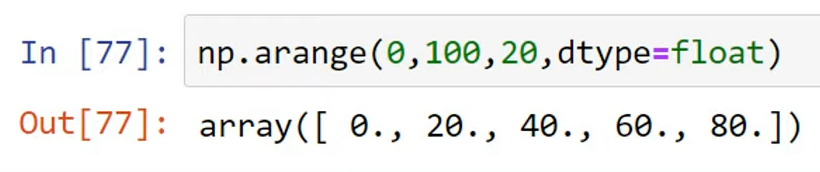 In [77]: np.arange(0,100,20,dtype=float)
Out[77]: array([ 0., 20., 40., 60., 80.])